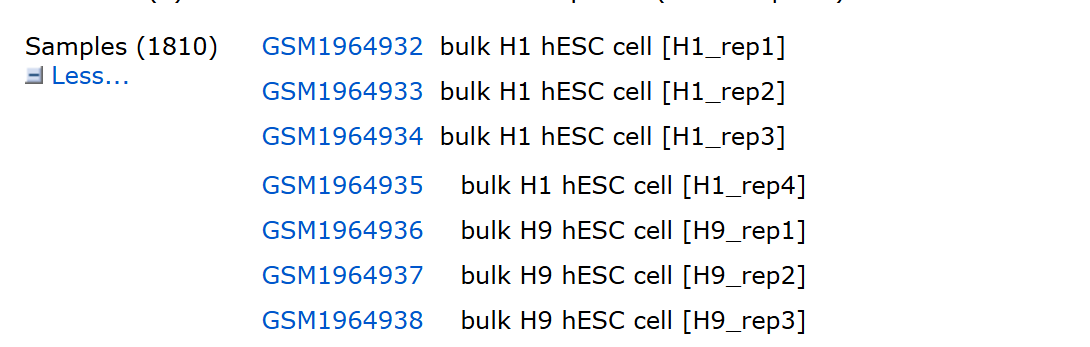 Samples (1810) GSM1964932 bulk H1 hESC cell [H1_rep1]
Less...
GSM1964933 bulk H1 hESC cell [H1_rep2]
GSM1964934 bulk H1 hESC cell [H1_rep3]
GSM1964935 bulk H1 hESC cell [H1_rep4]
GSM1964936 bulk H9 hESC cell [H9_rep1]
GSM1964937 bulk H9 hESC cell [H9_rep2]
GSM1964938 bulk H9 hESC cell [H9_rep3]